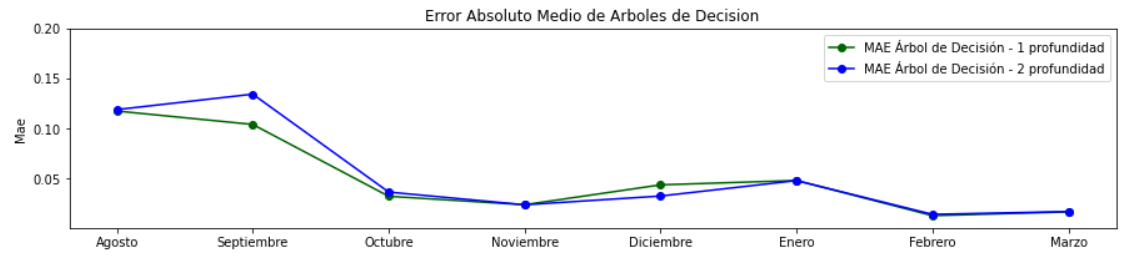 Error Absoluto Medio de Arboles de Decision
0.20
0.15
0.10
0.05
Mae
MAE Árbol de Decisión - 1 profundidad
MAE Árbol de Decisión - 2 profundidad
Agosto Septiembre Octubre Noviembre Diciembre Enero Febrero Marzo